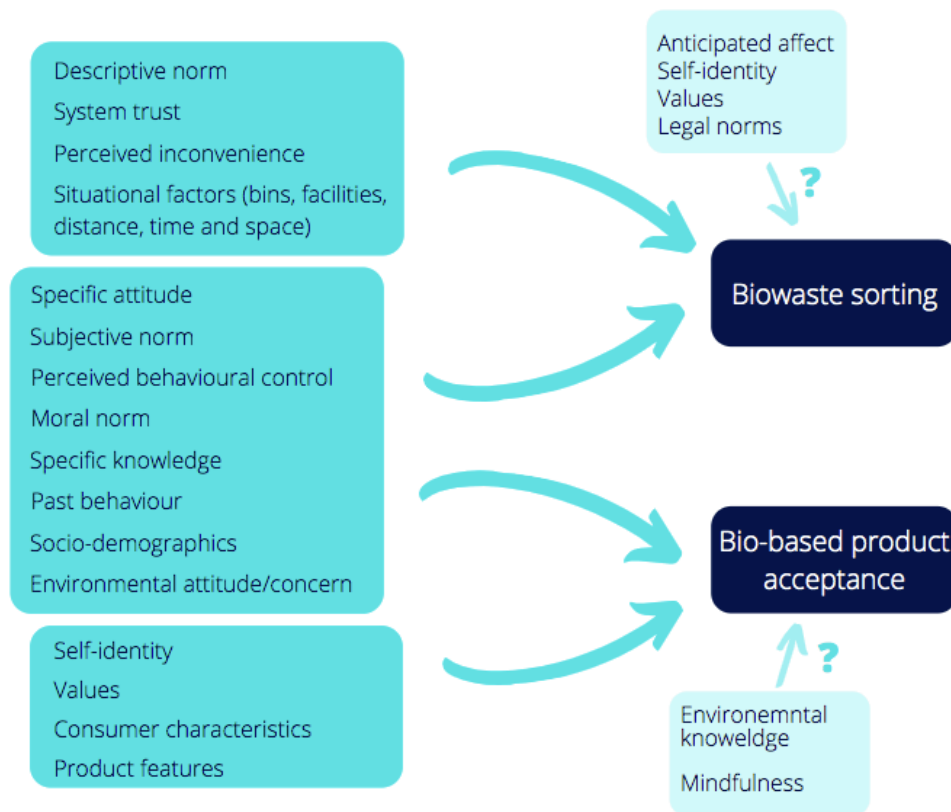 Descriptive norm
System trust
Perceived inconvenience
Situational factors (bins, facilities,
distance, time and space)
Specific attitude
Subjective norm
Perceived behavioural control
Moral norm
Specific knowledge
Past behaviour
Socio-demographics
Environmental attitude/concern
Self-identity
Values
Consumer characteristics
Product features
Anticipated affect
Self-identity
Values
Legal norms
?
Biowaste sorting
Bio-based product
acceptance
?
Environemntal
knoweldge
Mindfulness